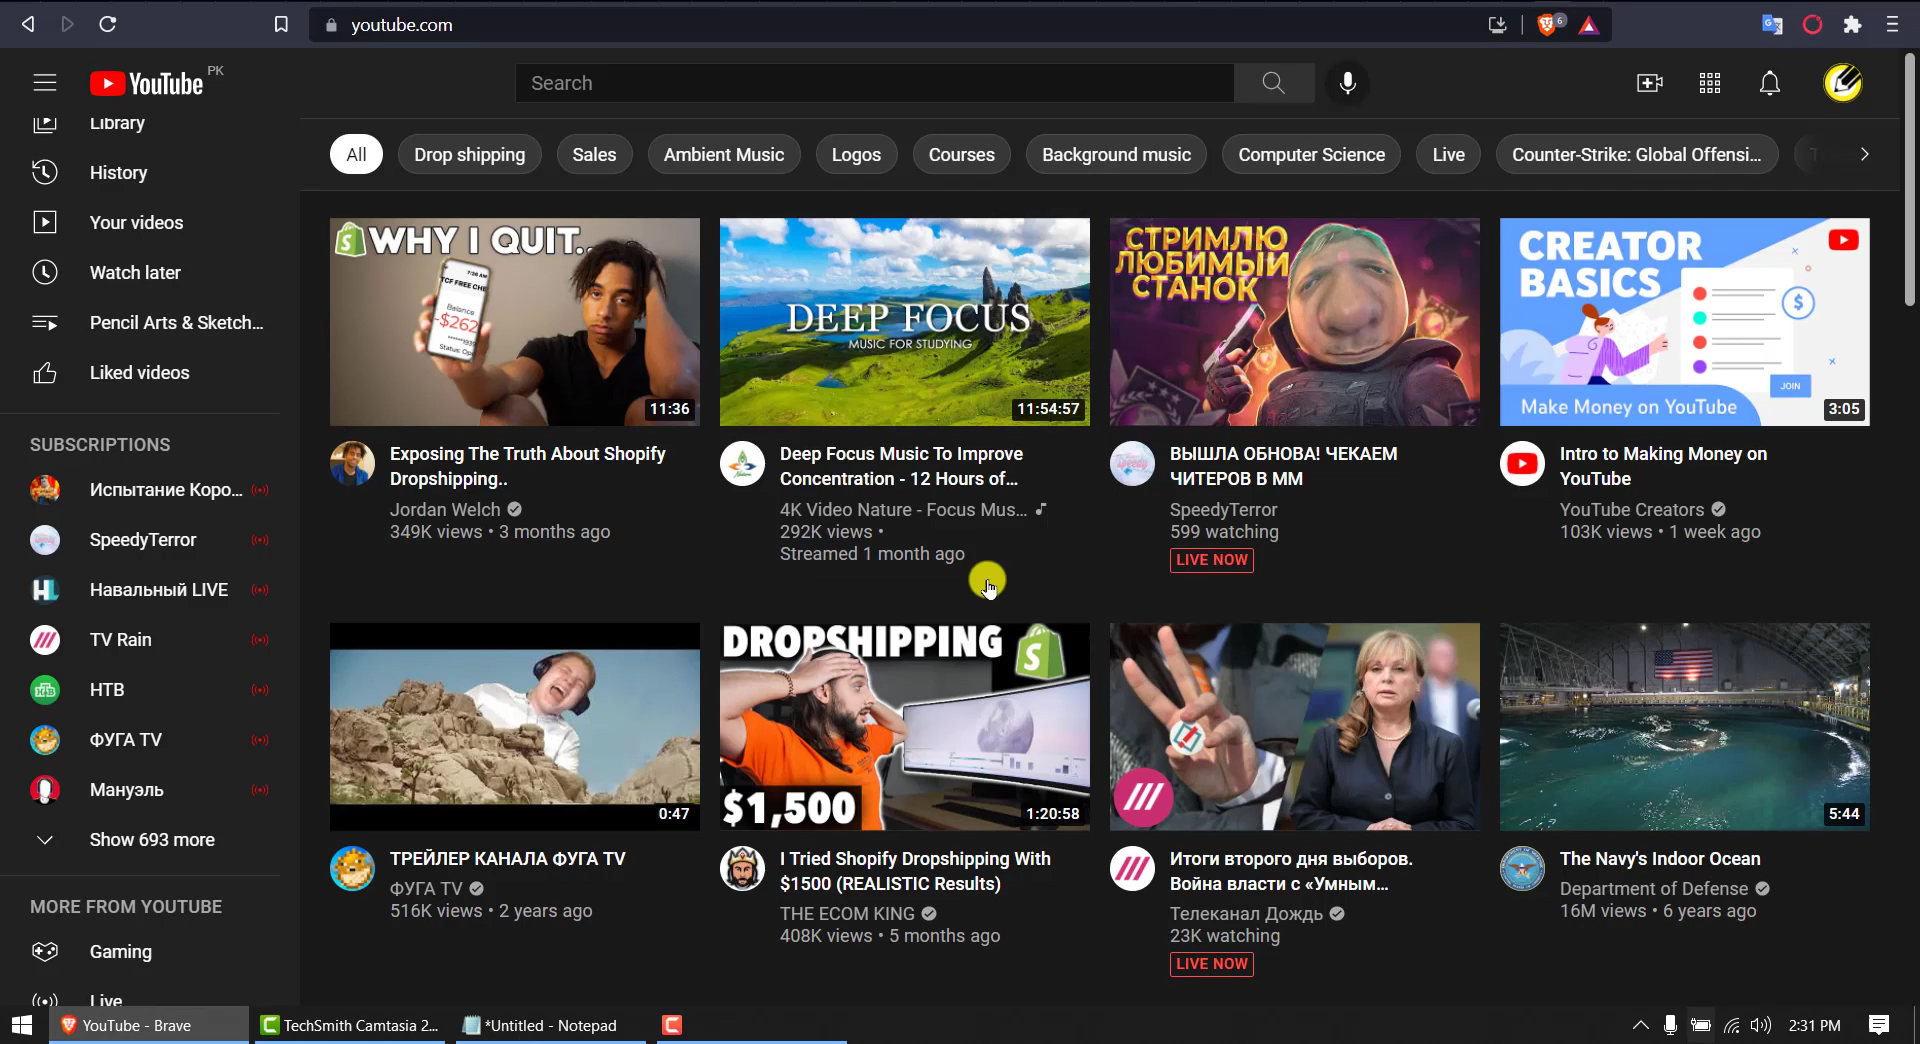 youtube.com
6
YouTube PK
Search
Library
History
Your videos
Watch later
Pencil Arts & Sketch...
Liked videos
SUBSCRIPTIONS
Испытание Коро...
SpeedyTerror
Навальный LIVE
TV Rain
НТВ
ФУГА TV
Мануэль
Show 693 more
MORE FROM YOUTUBE
Gaming
Live
All
Drop shipping
Sales
Ambient Music
Logos
Courses
Background music
Computer Science
Live
Counter-Strike: Global Offensi...
WHY I QUIT..
TCF FREE CHE
Balance
-$262
11:36
Exposing The Truth About Shopify
Dropshipping..
Jordan Welch
349K views • 3 months ago
DEEP FOCUS
MUSIC FOR STUDYING
11:54:57
Deep Focus Music To Improve
Concentration - 12 Hours of...
4K Video Nature - Focus Mus...
292K views •
Streamed 1 month ago
СТРИМЛЮ
ЛЮБИМЫЙ
СТАНОК
ВЫШЛА ОБНОВА! ЧЕКАЕМ
ЧИТЕРОВ В ММ
SpeedyTerror
599 watching
LIVE NOW
CREATOR
BASICS
JOIN
Make Money on YouTube
3:05
Intro to Making Money on
YouTube
YouTube Creators
103K views • 1 week ago
0:47
ТРЕЙЛЕР КАНАЛА ФУГА TV
ФУГА TV
516K views • 2 years ago
DROPSHIPPING
$1,500
1:20:58
I Tried Shopify Dropshipping With
$1500 (REALISTIC Results)
THE ECOM KING
408K views • 5 months ago
Итоги второго дня выборов.
Война власти с «Умным...
Телеканал Дождь
23K watching
LIVE NOW
5:44
The Navy's Indoor Ocean
Department of Defense
16M views • 6 years ago
YouTube - Brave
TechSmith Camtasia 2...
*Untitled - Notepad
2:31 PM